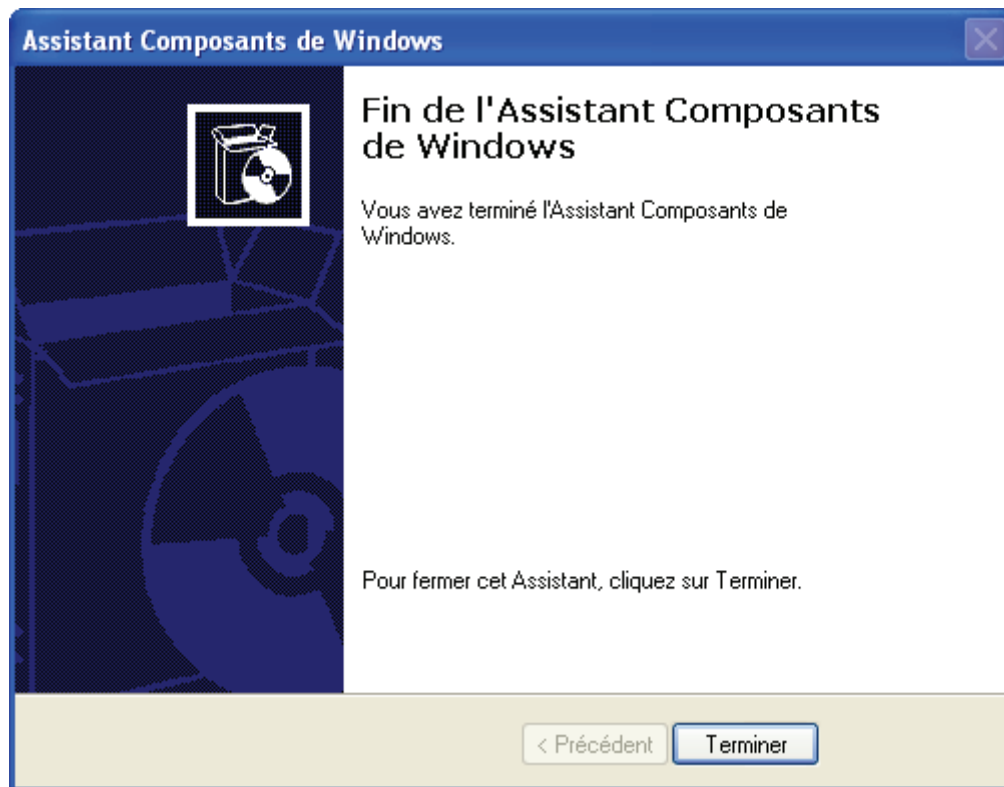 Assistant Composants de Windows
Fin de l'Assistant Composants
de Windows
Vous avez terminé l'Assistant Composants de
Windows.
Pour fermer cet Assistant, cliquez sur Terminer.
< Précédent
Terminer